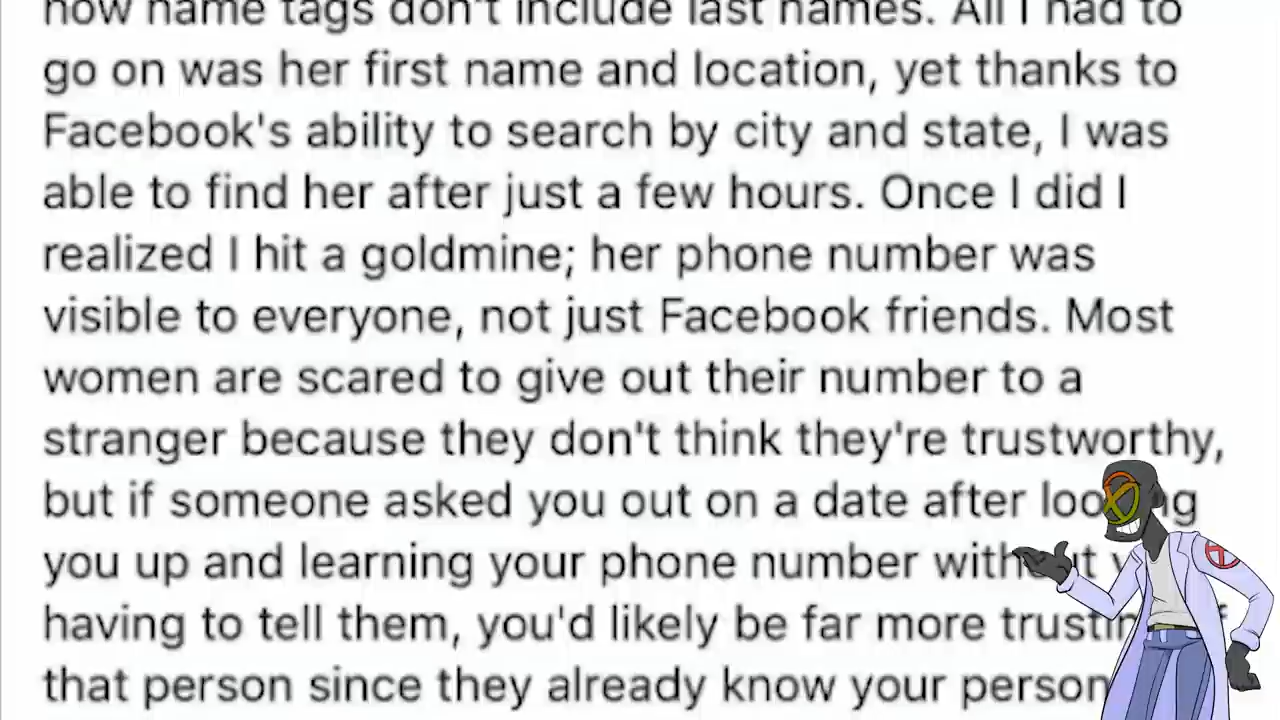 how name tags don't include last names. All I had to
go on was her first name and location, yet thanks to
Facebook's ability to search by city and state, I was
able to find her after just a few hours. Once I did I
realized I hit a goldmine; her phone number was
visible to everyone, not just Facebook friends. Most
women are scared to give out their number to a
stranger because they don't think they're trustworthy,
but if someone asked you out on a date after looking
you up and learning your phone number without
having to tell them, you'd likely be far more trusting of
that person since they already know your